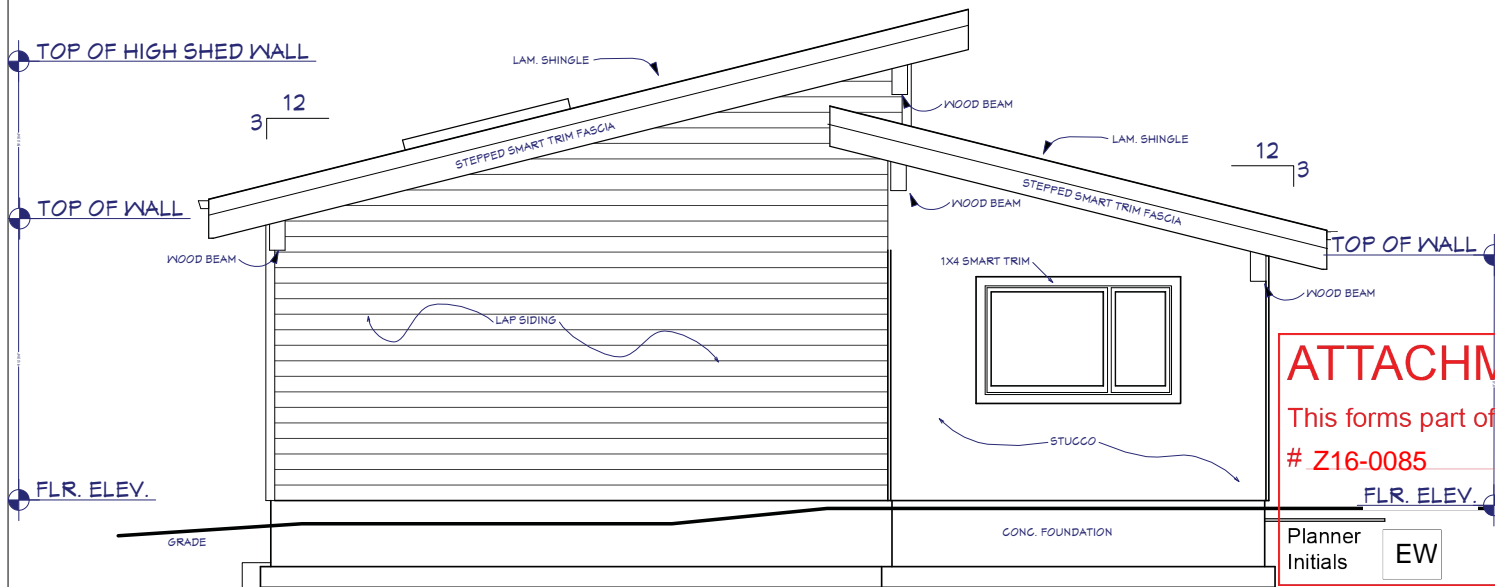 TOP OF HIGH SHED WALL
LAM. SHINGLE
12
3
WOOD BEAM
STEPPED SMART TRIM FASCIA
LAM. SHINGLE
12
3
TOP OF WALL
WOOD BEAM
STEPPED SMART TRIM FASCIA
WOOD BEAM
TOP OF WALL
1X4 SMART TRIM
WOOD BEAM
LAP SIDING
ATTACHM
This forms part of
STUCCO
# Z16-0085
FLR. ELEV.
FLR. ELEV.
GRADE
CONC. FOUNDATION
Planner
Initials
EW